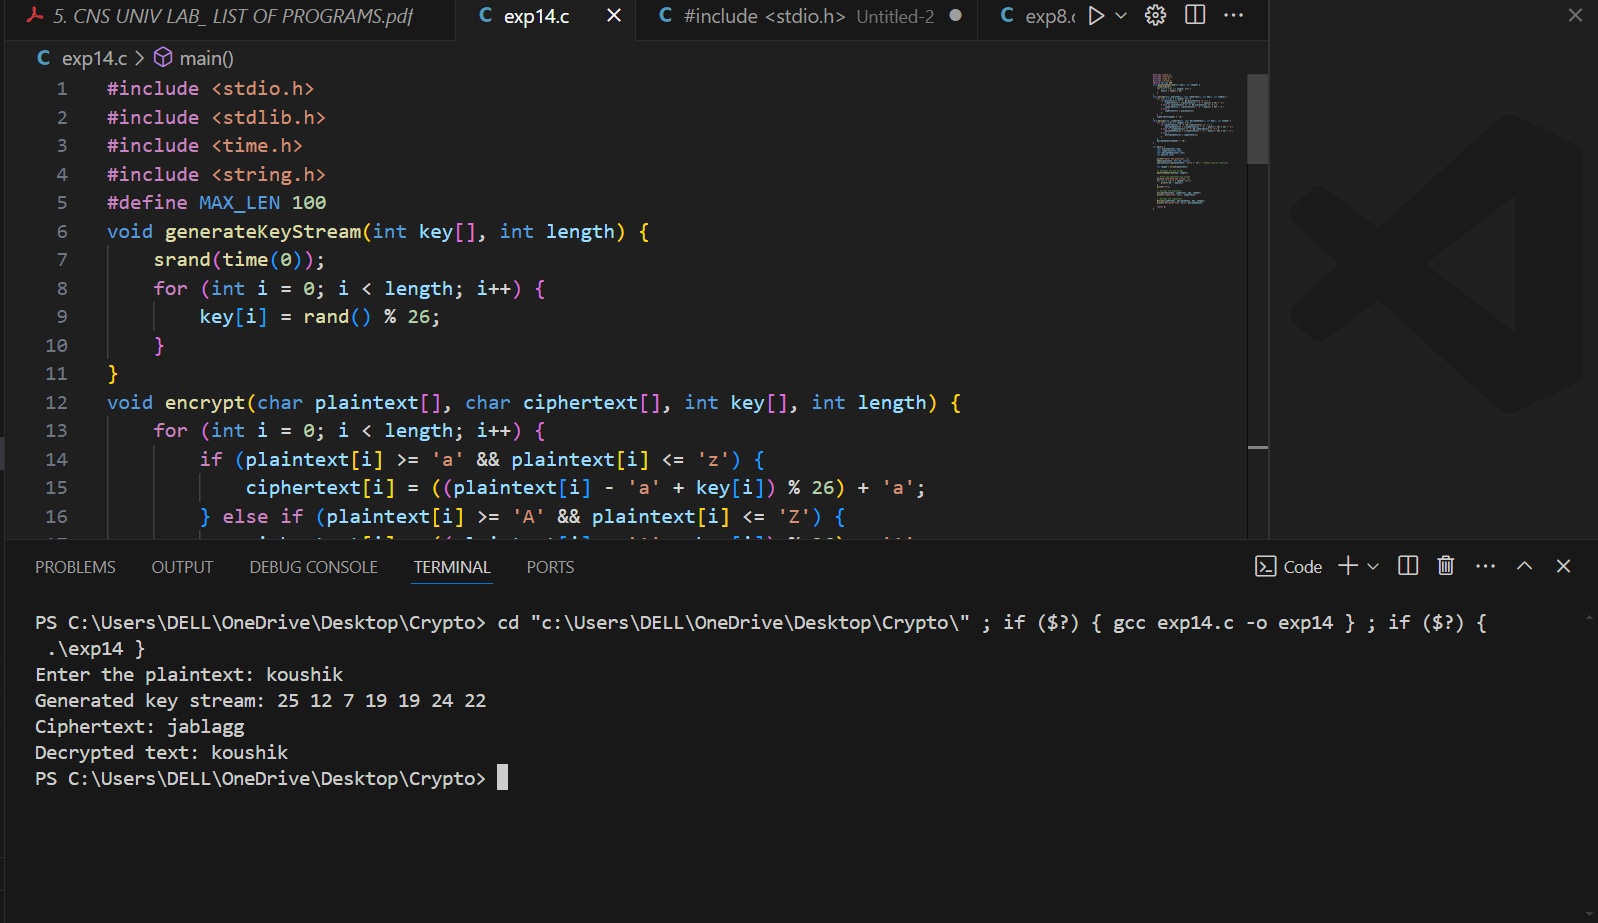 5. CNS UNIV LAB_ LIST OF PROGRAMS.pdf
C exp14.c
C #include <stdio.h> Untitled-2
C exp8.c
C exp14.c > main()
1 #include <stdio.h>
2 #include <stdlib.h>
3 #include <time.h>
4 #include <string.h>
5 #define MAX_LEN 100
6 void generateKeyStream(int key[], int length) {
7 srand(time(0));
8 for (int i = 0; i < length; i++) {
9 key[i] = rand() % 26;
10 }
11 }
12 void encrypt(char plaintext[], char ciphertext[], int key[], int length) {
13 for (int i = 0; i < length; i++) {
14 if (plaintext[i] >= 'a' && plaintext[i] <= 'z') {
15 ciphertext[i] = ((plaintext[i] - 'a' + key[i]) % 26) + 'a';
16 } else if (plaintext[i] >= 'A' && plaintext[i] <= 'Z') {
PROBLEMS OUTPUT DEBUG CONSOLE TERMINAL PORTS
Code
PS C:\Users\DELL\OneDrive\Desktop\Crypto> cd "c:\Users\DELL\OneDrive\Desktop\Crypto\" ; if ($?) { gcc exp14.c -o exp14 } ; if ($?) {
.\exp14 }
Enter the plaintext: koushik
Generated key stream: 25 12 7 19 19 24 22
Ciphertext: jablagg
Decrypted text: koushik
PS C:\Users\DELL\OneDrive\Desktop\Crypto>